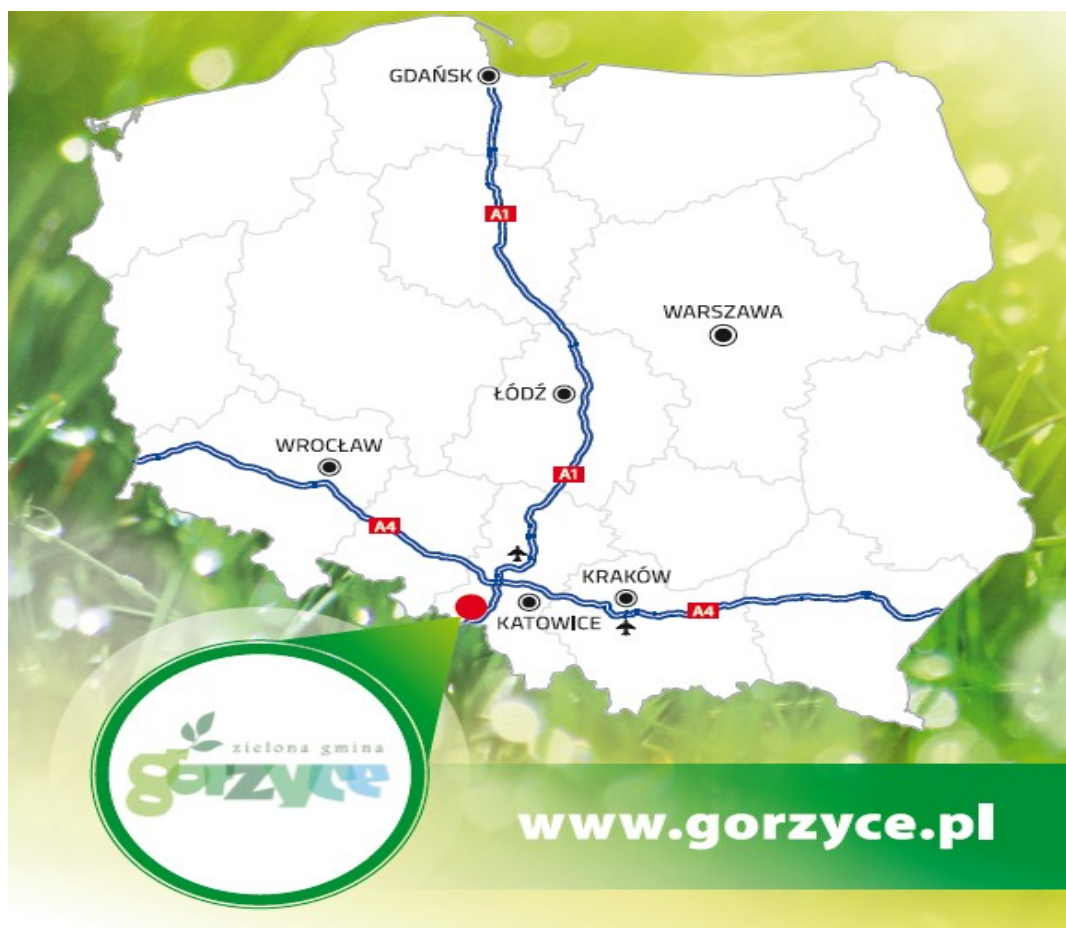 GDAŃSK
A1
WARSZAWA
ŁÓDŹ
WROCŁAW
A1
A4
KRAKÓW
A4
KATOWICE
zielona gmina
gorzyce
www.gorzyce.pl